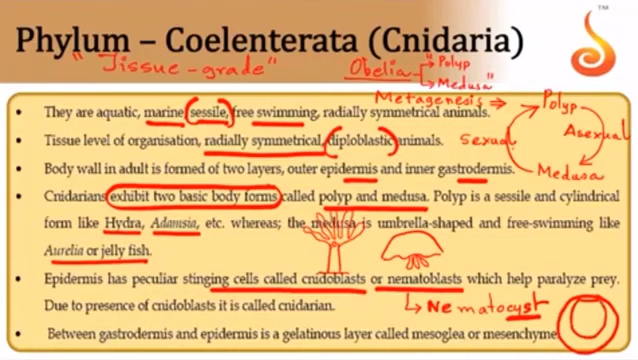 TM
Phylum – Coelenterata (Cnidaria)
"Tissue-grade"
Obelia
"Polyp
Medusa"
Metagenesis ⇒
Polyp
Asexual
Medusa
Sexual
• They are aquatic, marine, sessile, free swimming, radially symmetrical animals.
• Tissue level of organisation, radially symmetrical, diploblastic animals.
• Body wall in adult is formed of two layers, outer epidermis and inner gastrodermis.
• Cnidarians exhibit two basic body forms called polyp and medusa. Polyp is a sessile and cylindrical
form like Hydra, Adamsia, etc. whereas; the medusa is umbrella-shaped and free-swimming like
Aurelia or jelly fish.
• Epidermis has peculiar stinging cells called cnidoblasts or nematoblasts which help paralyze prey.
Due to presence of cnidoblasts it is called cnidarian.
Nematocyst
• Between gastrodermis and epidermis is a gelatinous layer called mesoglea or mesenchyme